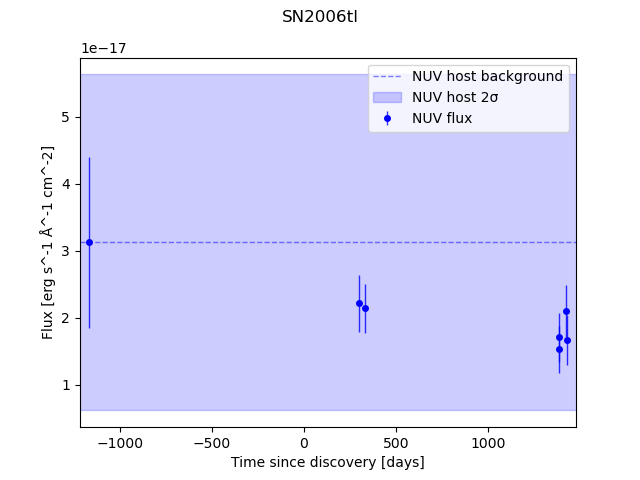 SN2006tl
1e−17
NUV host background
NUV host 2σ
NUV flux
5
4
3
2
1
Flux [erg s^-1 Å^-1 cm^-2]
−1000
−500
0
500
1000
Time since discovery [days]